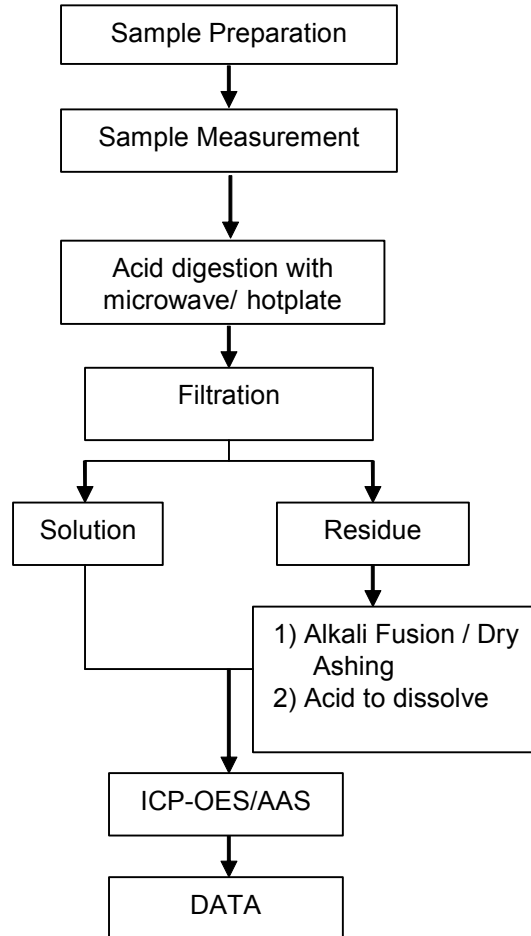 Sample Preparation
Sample Measurement
Acid digestion with
microwave/ hotplate
Filtration
Solution
Residue
1) Alkali Fusion / Dry
Ashing
2) Acid to dissolve
ICP-OES/AAS
DATA